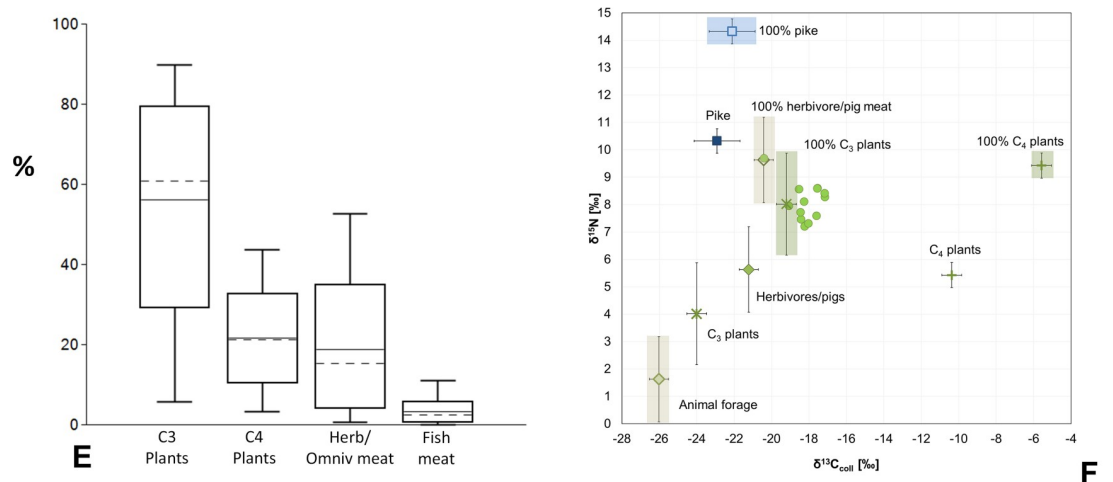 100
80
60
40
20
0
%
C3
Plants
C4
Plants
Herb/
Omniv meat
Fish
meat
E
15
14
13
12
11
10
9
8
7
6
5
4
3
2
1
0
δ¹⁵N [‰]
100% pike
100% herbivore/pig meat
Pike
100% C₃ plants
100% C₄ plants
C₄ plants
Herbivores/pigs
C₃ plants
Animal forage
-28 -26 -24 -22 -20 -18 -16 -14 -12 -10 -8 -6 -4
δ¹³Ccoll [‰]
F